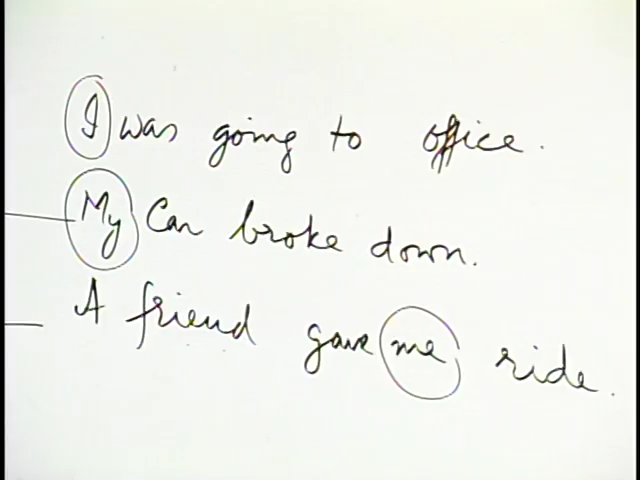 I was going to office.
My Car broke down.
A friend gave me ride.